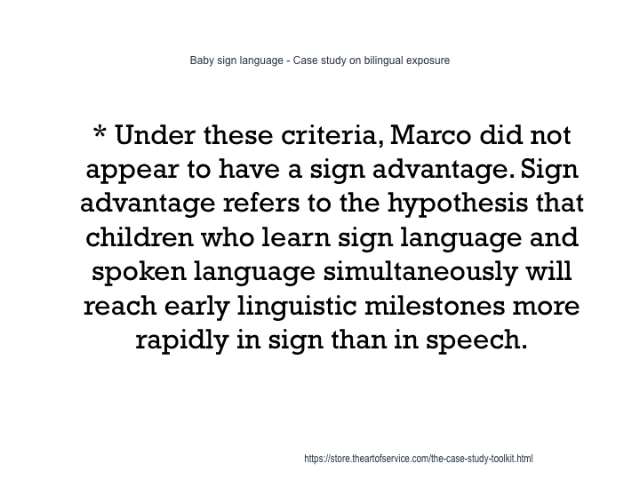 Baby sign language - Case study on bilingual exposure
* Under these criteria, Marco did not
appear to have a sign advantage. Sign
advantage refers to the hypothesis that
children who learn sign language and
spoken language simultaneously will
reach early linguistic milestones more
rapidly in sign than in speech.
https://store.theartofservice.com/the-case-study-toolkit.html